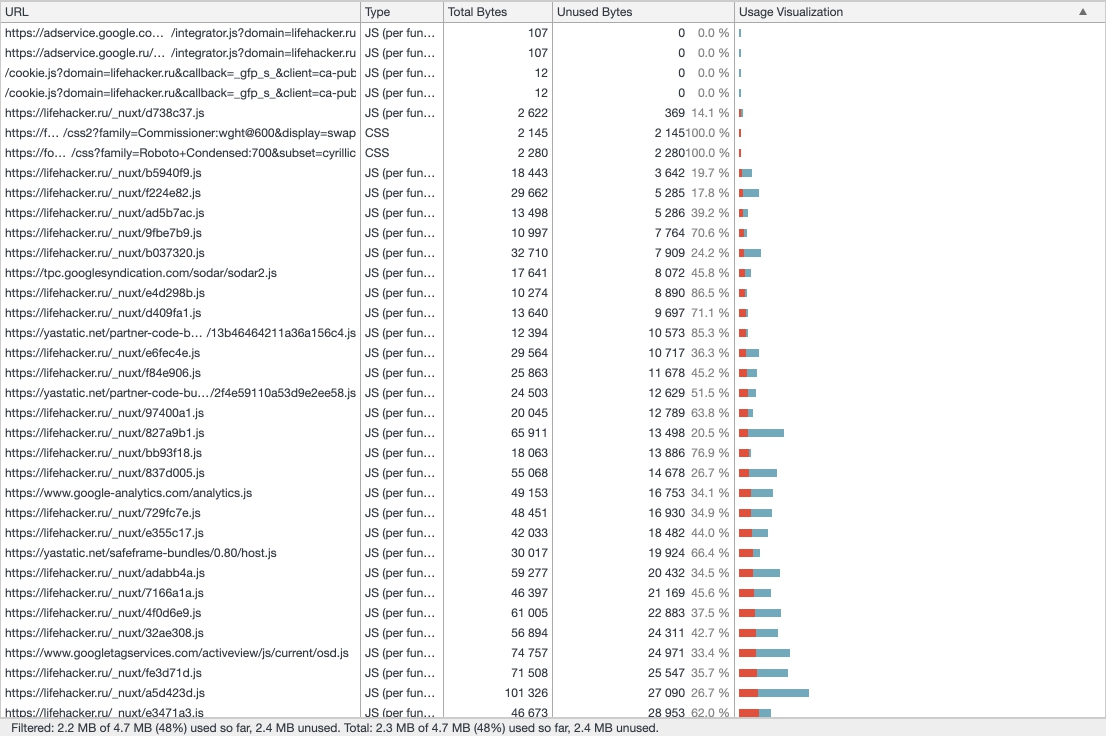 URL Type Total Bytes Unused Bytes Usage Visualization ▲
https://adservice.google.co… /integrator.js?domain=lifehacker.ru JS (per fun… 107 0 0.0 %
https://adservice.google.ru/… /integrator.js?domain=lifehacker.ru JS (per fun… 107 0 0.0 %
/cookie.js?domain=lifehacker.ru&callback=_gfp_s_&client=ca-pub JS (per fun… 12 0 0.0 %
/cookie.js?domain=lifehacker.ru&callback=_gfp_s_&client=ca-pub JS (per fun… 12 0 0.0 %
https://lifehacker.ru/_nuxt/d738c37.js JS (per fun… 2 622 369 14.1 %
https://f… /css2?family=Commissioner:wght@600&display=swap CSS 2 145 2 145 100.0 %
https://fo… /css?family=Roboto+Condensed:700&subset=cyrillic CSS 2 280 2 280 100.0 %
https://lifehacker.ru/_nuxt/b5940f9.js JS (per fun… 18 443 3 642 19.7 %
https://lifehacker.ru/_nuxt/f224e82.js JS (per fun… 29 662 5 285 17.8 %
https://lifehacker.ru/_nuxt/ad5b7ac.js JS (per fun… 13 498 5 286 39.2 %
https://lifehacker.ru/_nuxt/9fbe7b9.js JS (per fun… 10 997 7 764 70.6 %
https://lifehacker.ru/_nuxt/b037320.js JS (per fun… 32 710 7 909 24.2 %
https://tpc.googlesyndication.com/sodar/sodar2.js JS (per fun… 17 641 8 072 45.8 %
https://lifehacker.ru/_nuxt/e4d298b.js JS (per fun… 10 274 8 890 86.5 %
https://lifehacker.ru/_nuxt/d409fa1.js JS (per fun… 13 640 9 697 71.1 %
https://yastatic.net/partner-code-b… /13b46464211a36a156c4.js JS (per fun… 12 394 10 573 85.3 %
https://lifehacker.ru/_nuxt/e6fec4e.js JS (per fun… 29 564 10 717 36.3 %
https://lifehacker.ru/_nuxt/f84e906.js JS (per fun… 25 863 11 678 45.2 %
https://yastatic.net/partner-code-bu…/2f4e59110a53d9e2ee58.js JS (per fun… 24 503 12 629 51.5 %
https://lifehacker.ru/_nuxt/97400a1.js JS (per fun… 20 045 12 789 63.8 %
https://lifehacker.ru/_nuxt/827a9b1.js JS (per fun… 65 911 13 498 20.5 %
https://lifehacker.ru/_nuxt/bb93f18.js JS (per fun… 18 063 13 886 76.9 %
https://lifehacker.ru/_nuxt/837d005.js JS (per fun… 55 068 14 678 26.7 %
https://www.google-analytics.com/analytics.js JS (per fun… 49 153 16 753 34.1 %
https://lifehacker.ru/_nuxt/729fc7e.js JS (per fun… 48 451 16 930 34.9 %
https://lifehacker.ru/_nuxt/e355c17.js JS (per fun… 42 033 18 482 44.0 %
https://yastatic.net/safeframe-bundles/0.80/host.js JS (per fun… 30 017 19 924 66.4 %
https://lifehacker.ru/_nuxt/adabb4a.js JS (per fun… 59 277 20 432 34.5 %
https://lifehacker.ru/_nuxt/7166a1a.js JS (per fun… 46 397 21 169 45.6 %
https://lifehacker.ru/_nuxt/4f0d6e9.js JS (per fun… 61 005 22 883 37.5 %
https://lifehacker.ru/_nuxt/32ae308.js JS (per fun… 56 894 24 311 42.7 %
https://www.googletagservices.com/activeview/js/current/osd.js JS (per fun… 74 757 24 971 33.4 %
https://lifehacker.ru/_nuxt/fe3d71d.js JS (per fun… 71 508 25 547 35.7 %
https://lifehacker.ru/_nuxt/a5d423d.js JS (per fun… 101 326 27 090 26.7 %
https://lifehacker.ru/_nuxt/e3471a3.js JS (per fun… 46 673 28 953 62.0 %
Filtered: 2.2 MB of 4.7 MB (48%) used so far, 2.4 MB unused. Total: 2.3 MB of 4.7 MB (48%) used so far, 2.4 MB unused.